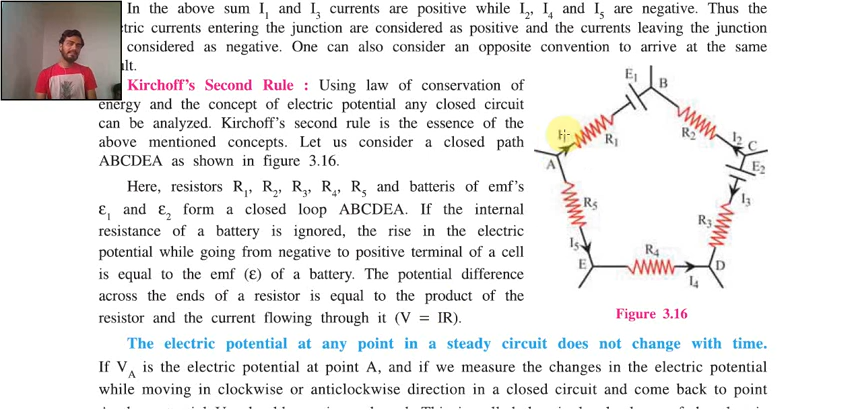 In the above sum I1 and I3 currents are positive while I2, I4 and I5 are negative. Thus the
tric currents entering the junction are considered as positive and the currents leaving the junction
considered as negative. One can also consider an opposite convention to arrive at the same
lt.
Kirchoff's Second Rule : Using law of conservation of
energy and the concept of electric potential any closed circuit
can be analyzed. Kirchoff's second rule is the essence of the
above mentioned concepts. Let us consider a closed path
ABCDEA as shown in figure 3.16.
Here, resistors R1, R2, R3, R4, R5 and batteris of emf's
ε1 and ε2 form a closed loop ABCDEA. If the internal
resistance of a battery is ignored, the rise in the electric
potential while going from negative to positive terminal of a cell
is equal to the emf (ε) of a battery. The potential difference
across the ends of a resistor is equal to the product of the
resistor and the current flowing through it (V = IR).
E1
B
R1
R2
I2
C
A
E2
I3
R5
R3
I5
R4
E
D
I4
Figure 3.16
The electric potential at any point in a steady circuit does not change with time.
If VA is the electric potential at point A, and if we measure the changes in the electric potential
while moving in clockwise or anticlockwise direction in a closed circuit and come back to point